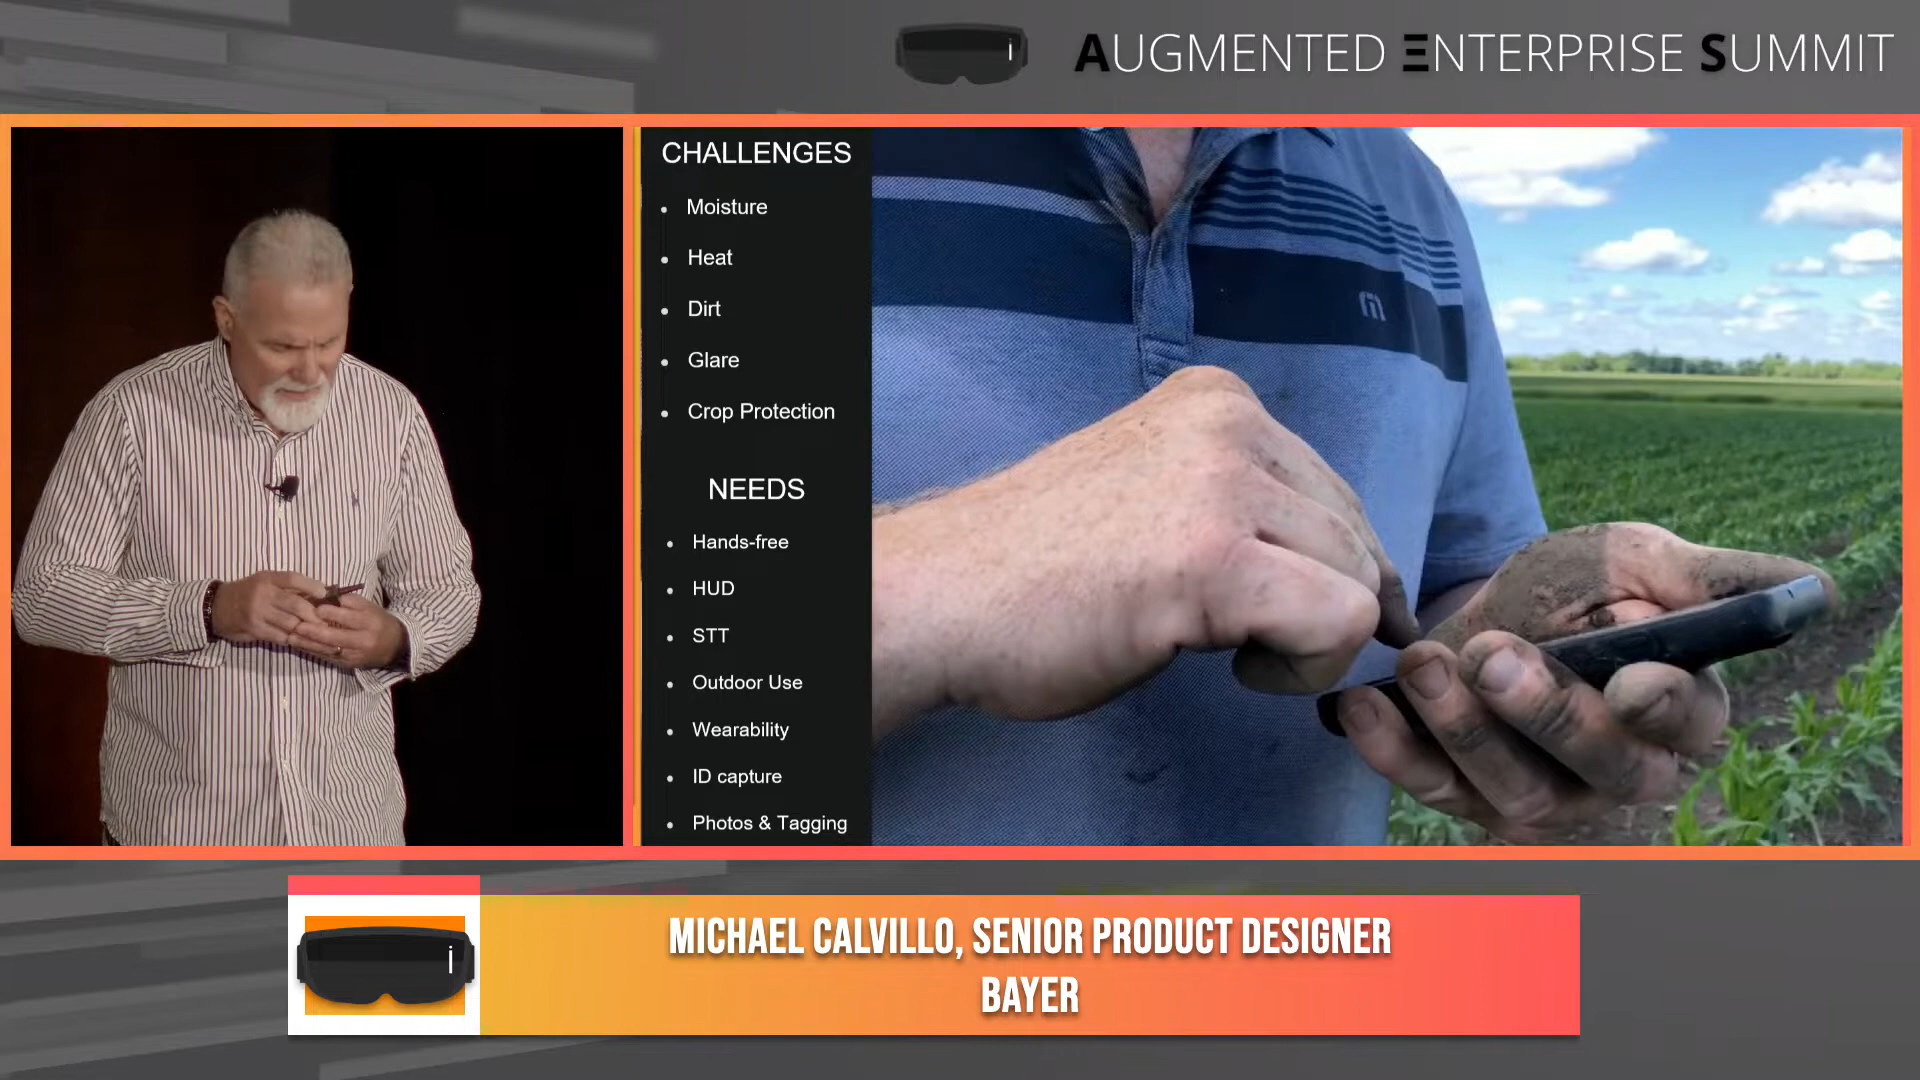 AUGMENTED ENTERPRISE SUMMIT
CHALLENGES
Moisture
Heat
Dirt
Glare
Crop Protection
NEEDS
Hands-free
HUD
STT
Outdoor Use
Wearability
ID capture
Photos & Tagging
MICHAEL CALVILLO, SENIOR PRODUCT DESIGNER
BAYER